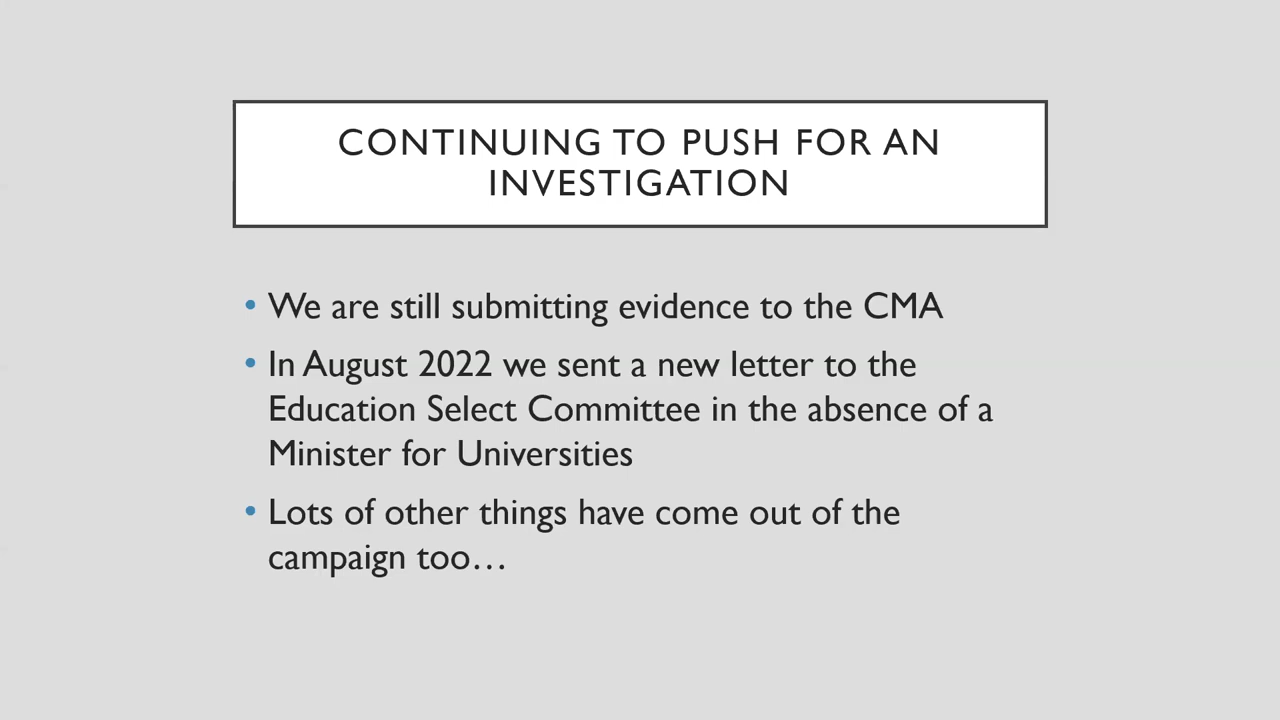 CONTINUING TO PUSH FOR AN
INVESTIGATION
• We are still submitting evidence to the CMA
• In August 2022 we sent a new letter to the
Education Select Committee in the absence of a
Minister for Universities
• Lots of other things have come out of the
campaign too…